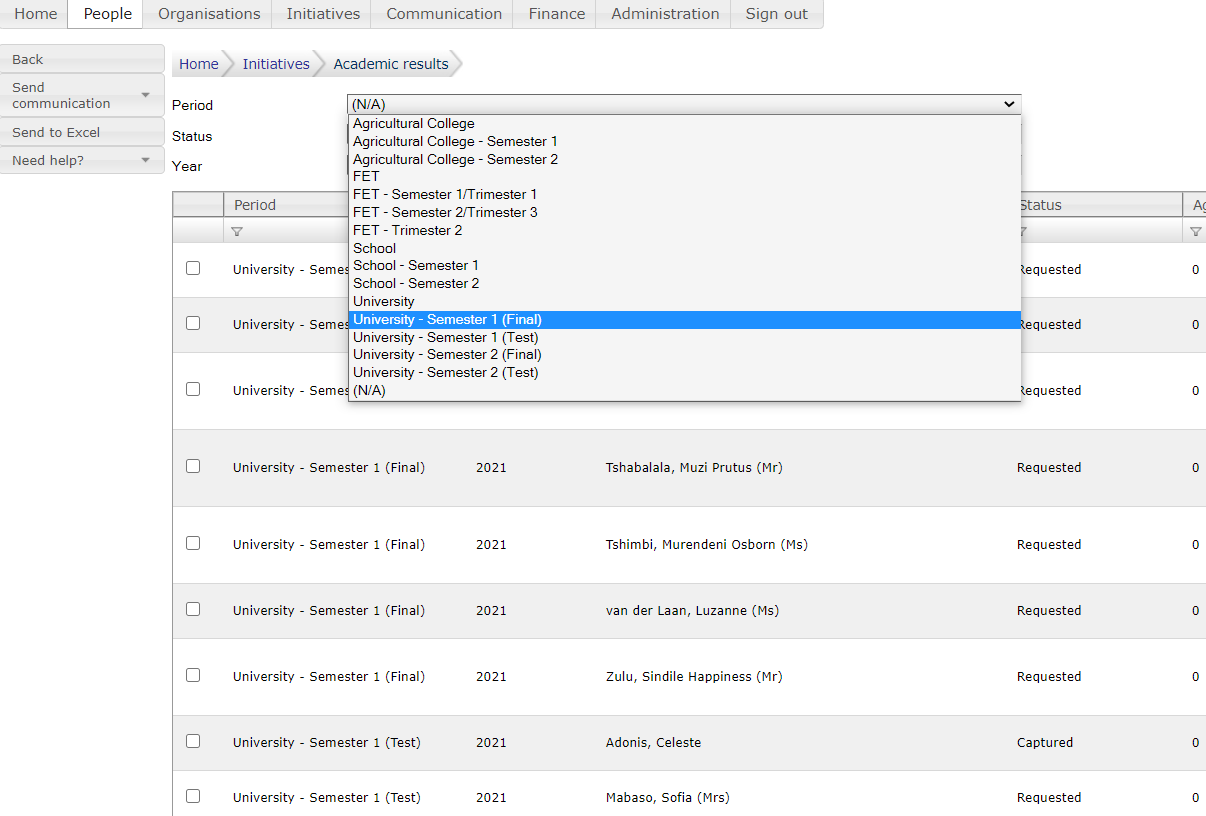 Home People Organisations Initiatives Communication Finance Administration Sign out
Back
Send
communication
Send to Excel
Need help?
Home Initiatives Academic results
Period (N/A)
Status
Year
Agricultural College
Agricultural College - Semester 1
Agricultural College - Semester 2
FET
FET - Semester 1/Trimester 1
FET - Semester 2/Trimester 3
FET - Trimester 2
School
School - Semester 1
School - Semester 2
University
University - Semester 1 (Final)
University - Semester 1 (Test)
University - Semester 2 (Final)
University - Semester 2 (Test)
(N/A)
Period Status Ag
University - Semes Requested 0
University - Semes Requested 0
University - Semes Requested 0
University - Semester 1 (Final) 2021 Tshabalala, Muzi Prutus (Mr) Requested 0
University - Semester 1 (Final) 2021 Tshimbi, Murendeni Osborn (Ms) Requested 0
University - Semester 1 (Final) 2021 van der Laan, Luzanne (Ms) Requested 0
University - Semester 1 (Final) 2021 Zulu, Sindile Happiness (Mr) Requested 0
University - Semester 1 (Test) 2021 Adonis, Celeste Captured 0
University - Semester 1 (Test) 2021 Mabaso, Sofia (Mrs) Requested 0